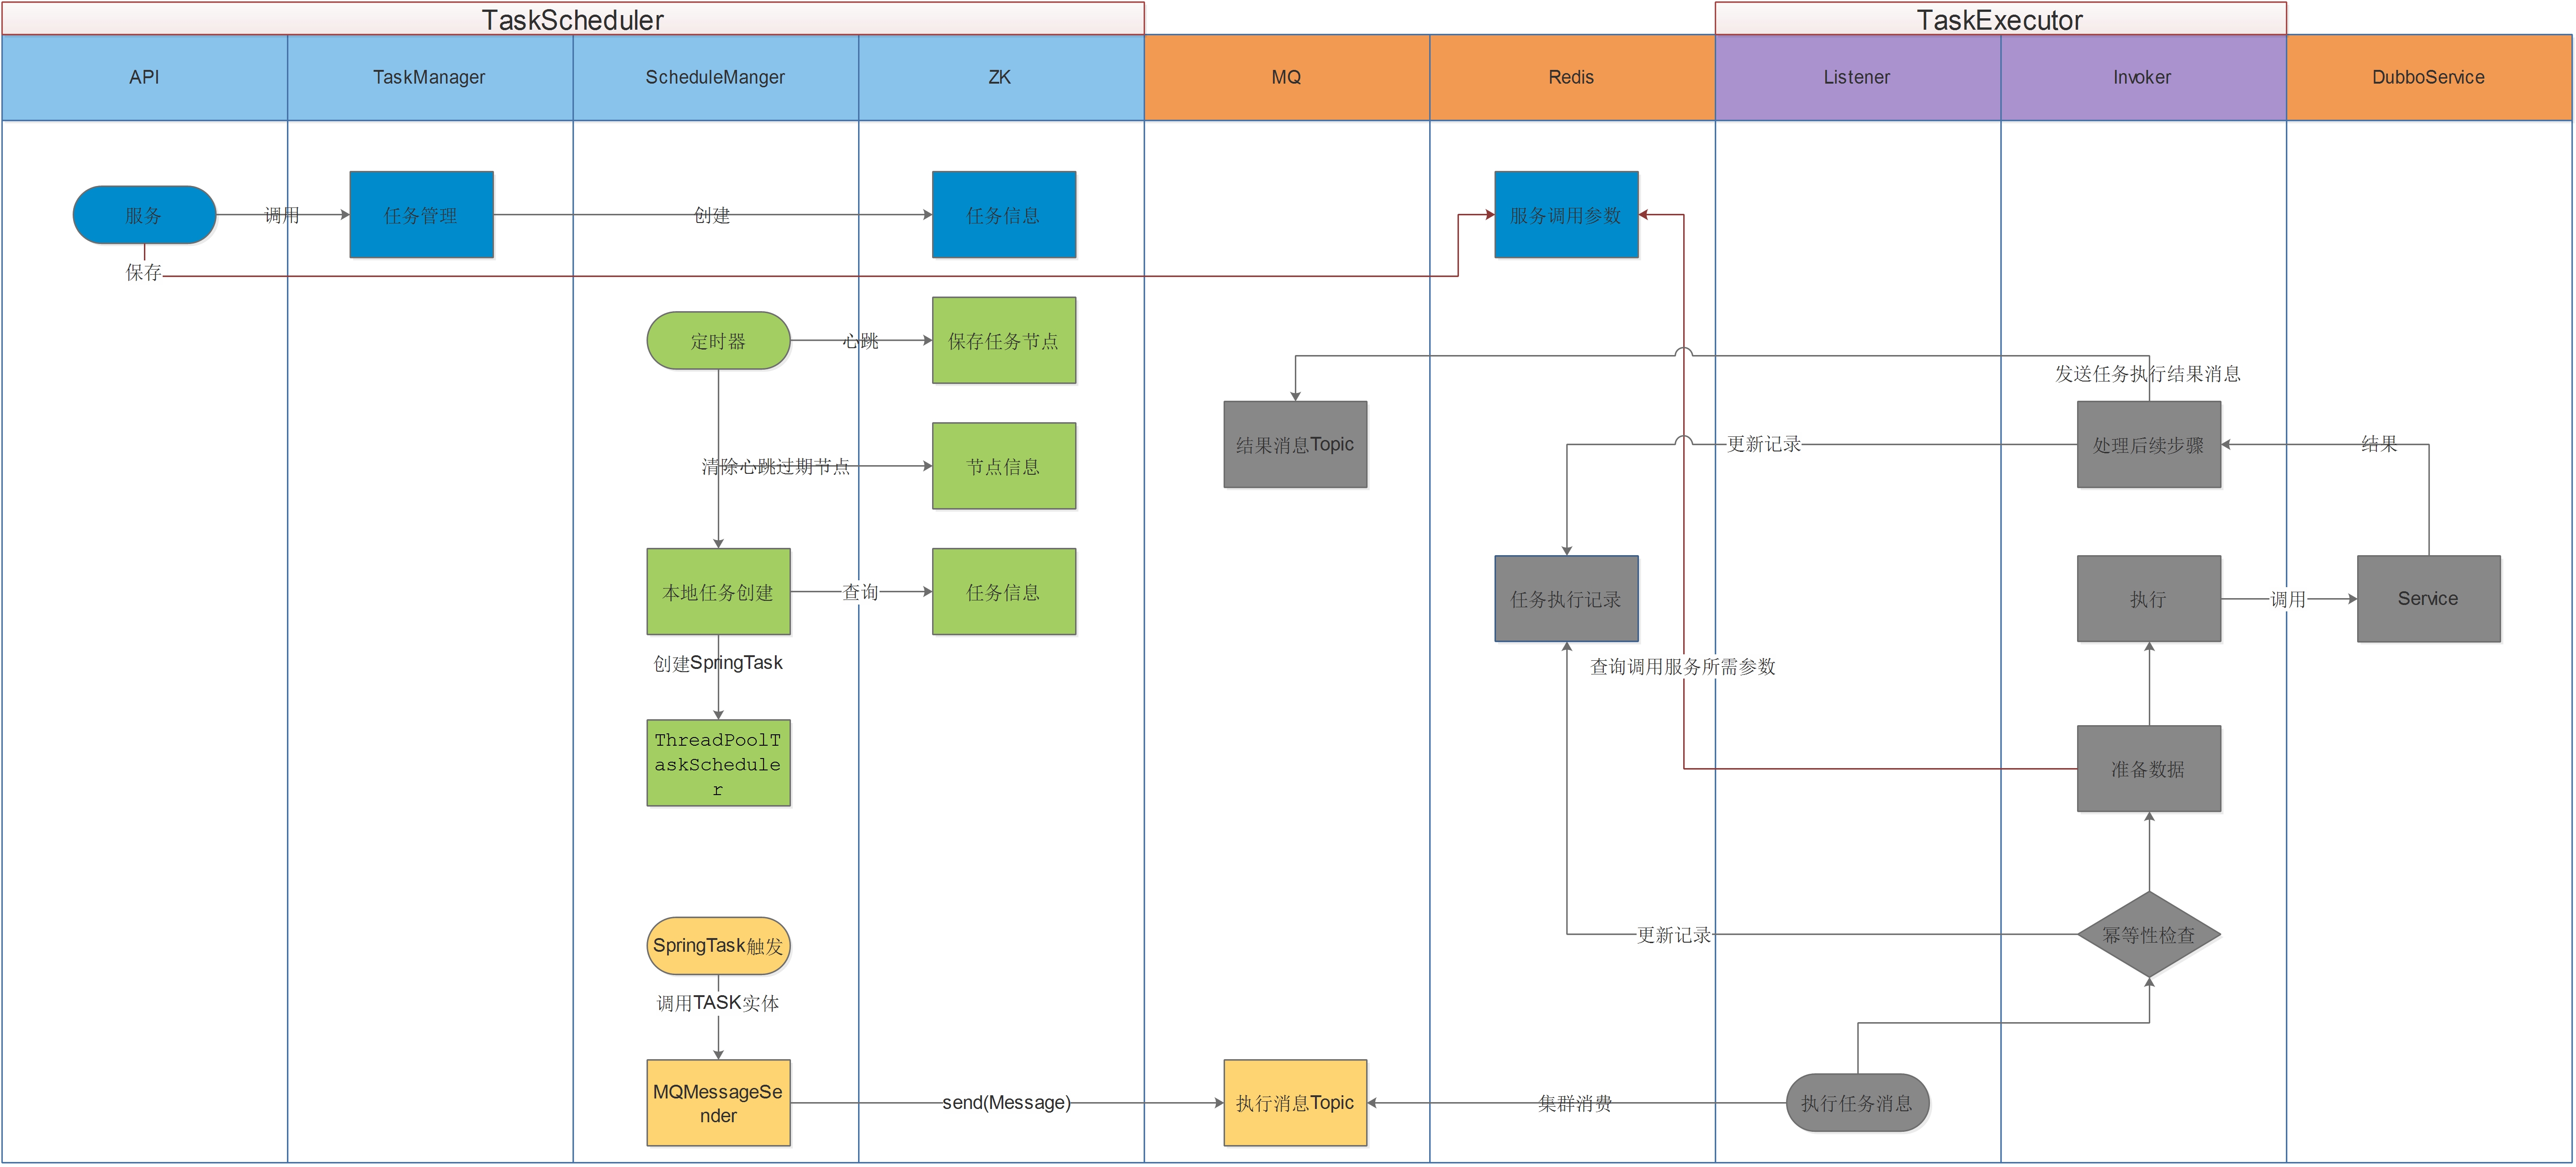 TaskScheduler
TaskExecutor
API
TaskManager
ScheduleManger
ZK
MQ
Redis
Listener
Invoker
DubboService
服务
调用
任务管理
创建
任务信息
服务调用参数
保存
定时器
心跳
保存任务节点
发送任务执行结果消息
清除心跳过期节点
节点信息
结果消息Topic
更新记录
处理后续步骤
结果
本地任务创建
查询
任务信息
任务执行记录
执行
调用
Service
创建SpringTask
查询调用服务所需参数
ThreadPoolT
askSchedule
r
准备数据
SpringTask触发
更新记录
幂等性检查
调用TASK实体
MQMessageSe
nder
send(Message)
执行消息Topic
集群消费
执行任务消息